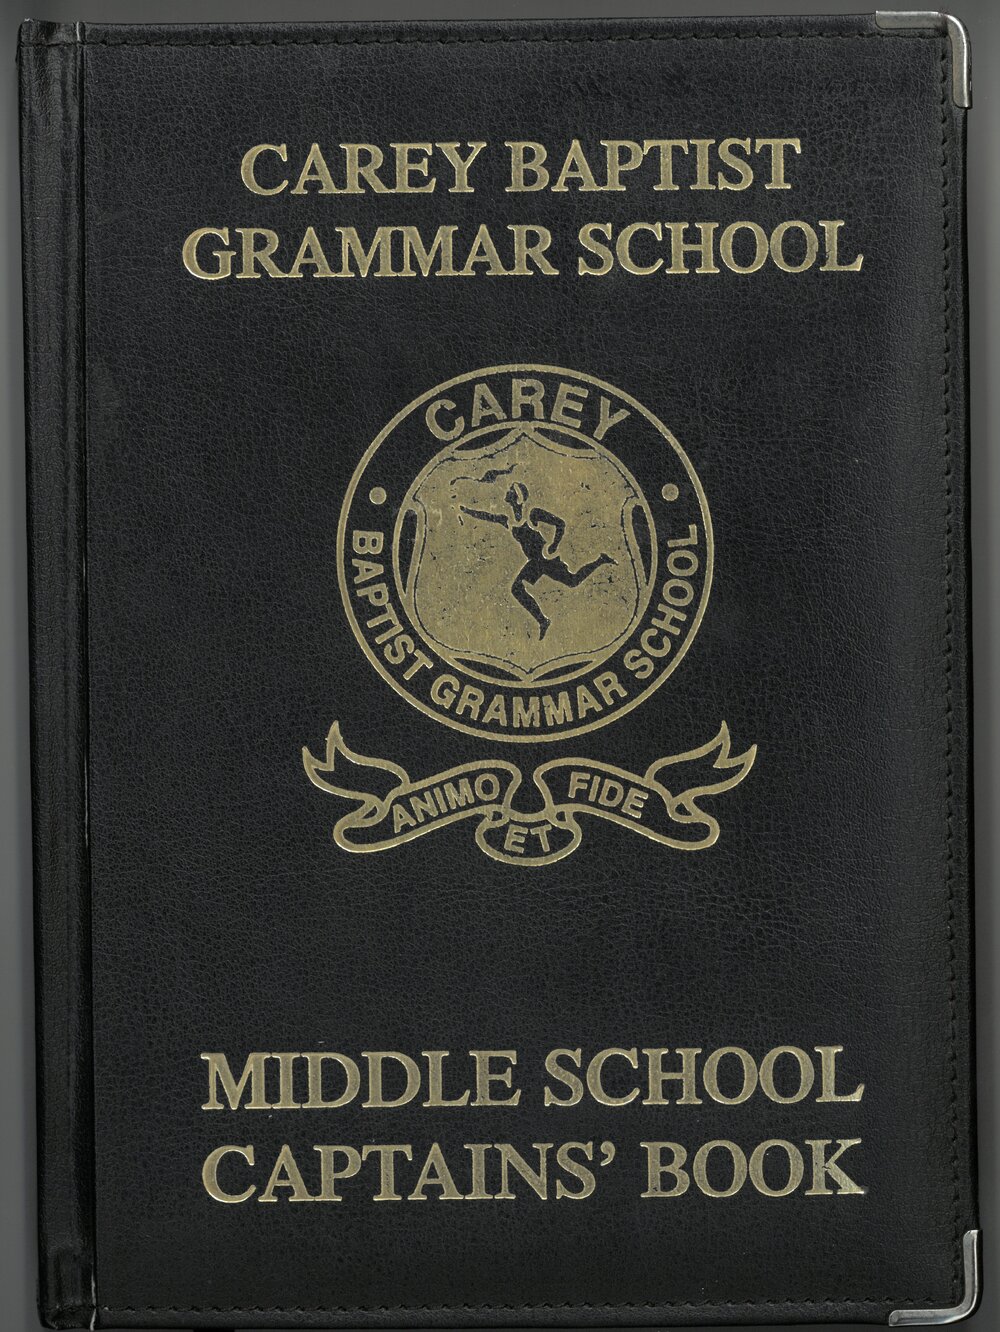 CAREY BAPTIST
GRAMMAR SCHOOL
CAREY
BAPTIST GRAMMAR SCHOOL
ANIMO ET FIDE
MIDDLE SCHOOL
CAPTAINS' BOOK